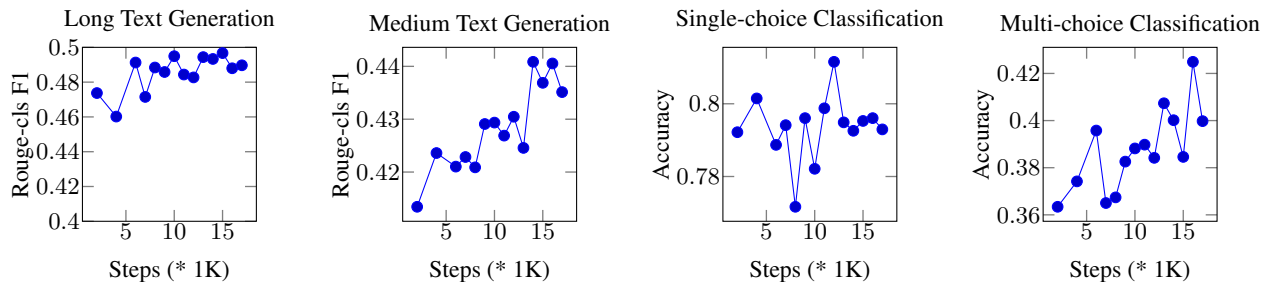 Long Text Generation
0.5
0.48
0.46
0.44
0.42
0.4
Rouge-cls F1
5 10 15
Steps (* 1K)
Medium Text Generation
0.44
0.43
0.42
Rouge-cls F1
5 10 15
Steps (* 1K)
Single-choice Classification
0.8
0.78
Accuracy
5 10 15
Steps (* 1K)
Multi-choice Classification
0.42
0.4
0.38
0.36
Accuracy
5 10 15
Steps (* 1K)